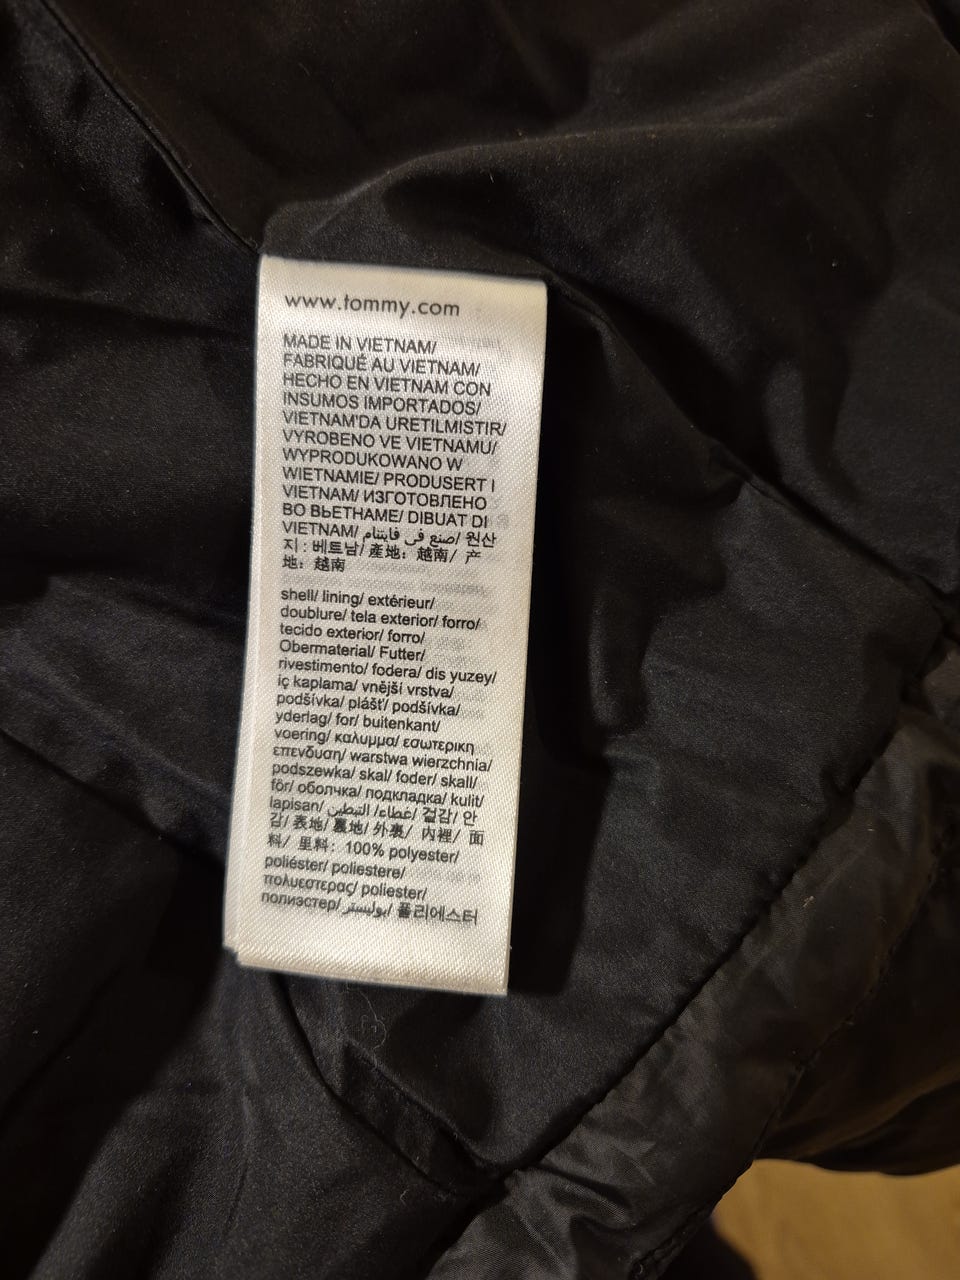 www.tommy.com
MADE IN VIETNAM/
FABRIQUÉ AU VIETNAM/
HECHO EN VIETNAM CON
INSUMOS IMPORTADOS/
VIETNAM'DA URETILMISTIR/
VYROBENO VE VIETNAMU/
WYPRODUKOWANO W
WIETNAMIE/ PRODUSERT I
VIETNAM/ ИЗГОТОВЛЕНО
ВО ВЬЕТНАМЕ/ DIBUAT DI
VIETNAM/ صنع في فايتنام/ 원산
지 : 베트남/ 產地：越南/ 产
地：越南
shell/ lining/ extérieur/
doublure/ tela exterior/ forro/
tecido exterior/ forro/
Obermaterial/ Futter/
rivestimento/ fodera/ dis yuzey/
iç kaplama/ vnější vrstva/
podšívka/ plášť/ podšívka/
yderlag/ for/ buitenkant/
voering/ καλυμμα/ εσωτερικη
επενδυση/ warstwa wierzchnia/
podszewka/ skal/ foder/ skall/
fôr/ оболчка/ подкладка/ kulit/
lapisan/ غطاء/ التبطين/ 겉감/ 안
감/ 表地/ 裏地/ 外裏/ 內裡/ 面
料/ 里料：100% polyester/
poliéster/ poliestere/
πολυεστερας/ poliester/
полиэстер/ بوليستر/ 폴리에스터